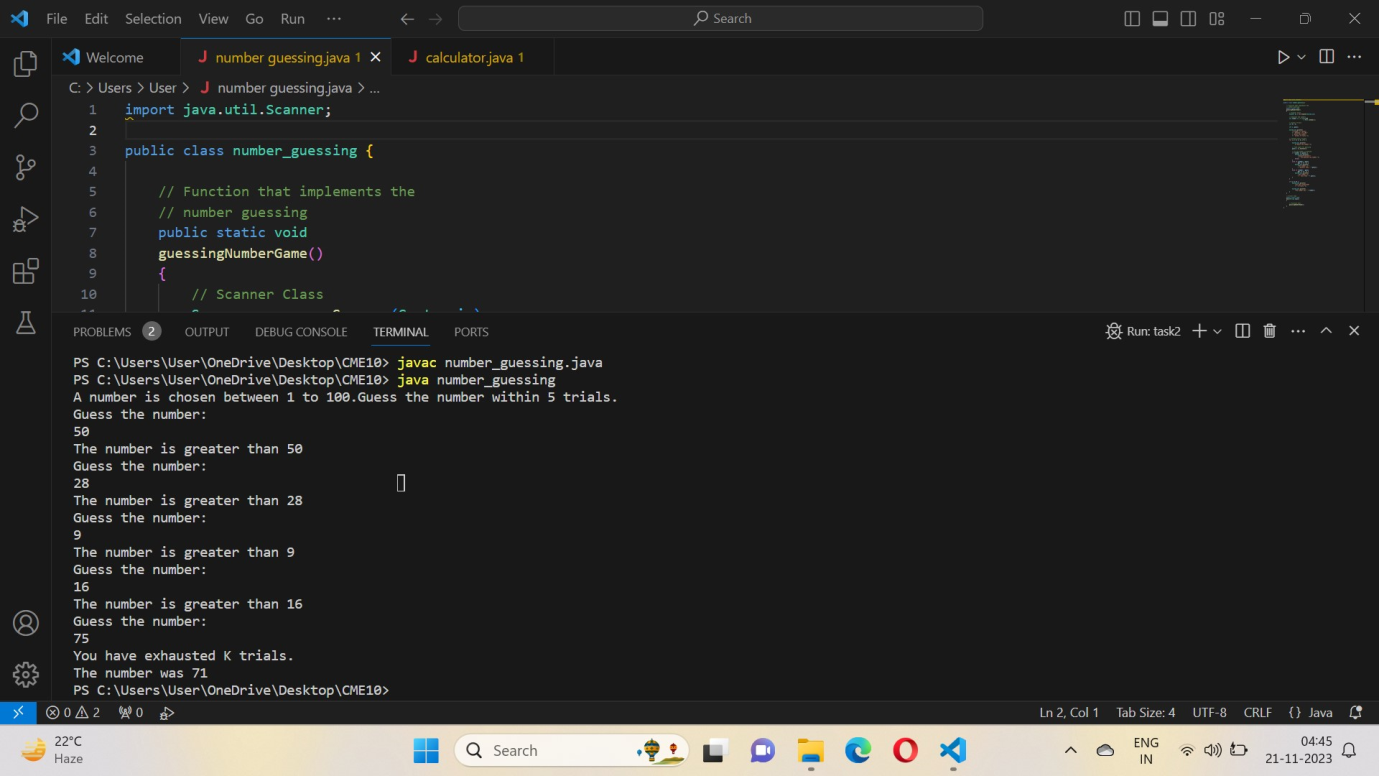 File Edit Selection View Go Run ··· Search
Welcome number guessing.java 1 calculator.java 1
C: > Users > User > number guessing.java > ...
1 import java.util.Scanner;
2
3 public class number_guessing {
4
5 // Function that implements the
6 // number guessing
7 public static void
8 guessingNumberGame()
9 {
10 // Scanner Class
PROBLEMS 2 OUTPUT DEBUG CONSOLE TERMINAL PORTS Run: task2
PS C:\Users\User\OneDrive\Desktop\CME10> javac number_guessing.java
PS C:\Users\User\OneDrive\Desktop\CME10> java number_guessing
A number is chosen between 1 to 100.Guess the number within 5 trials.
Guess the number:
50
The number is greater than 50
Guess the number:
28
The number is greater than 28
Guess the number:
9
The number is greater than 9
Guess the number:
16
The number is greater than 16
Guess the number:
75
You have exhausted K trials.
The number was 71
PS C:\Users\User\OneDrive\Desktop\CME10>
0 2 0 Ln 2, Col 1 Tab Size: 4 UTF-8 CRLF {} Java
22°C
Haze
Search
ENG
IN
04:45
21-11-2023